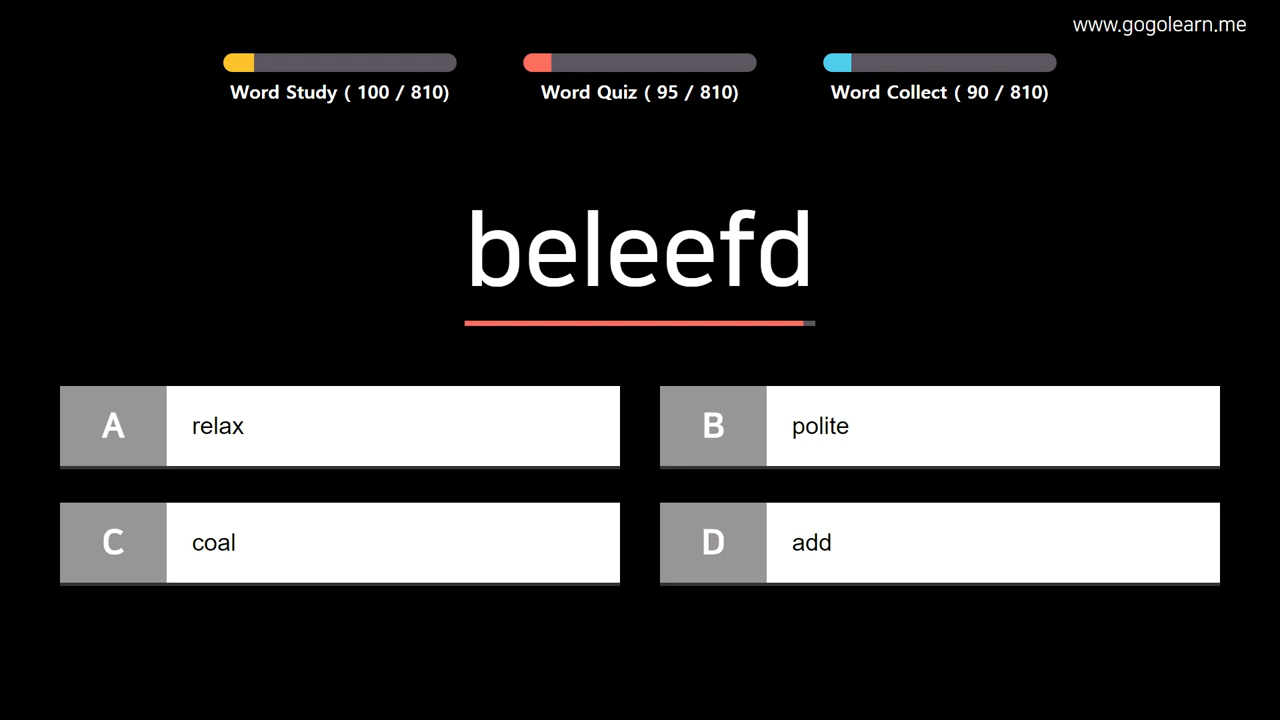 www.gogolearn.me
Word Study ( 100 / 810)
Word Quiz ( 95 / 810)
Word Collect ( 90 / 810)
beleefd
A relax
B polite
C coal
D add